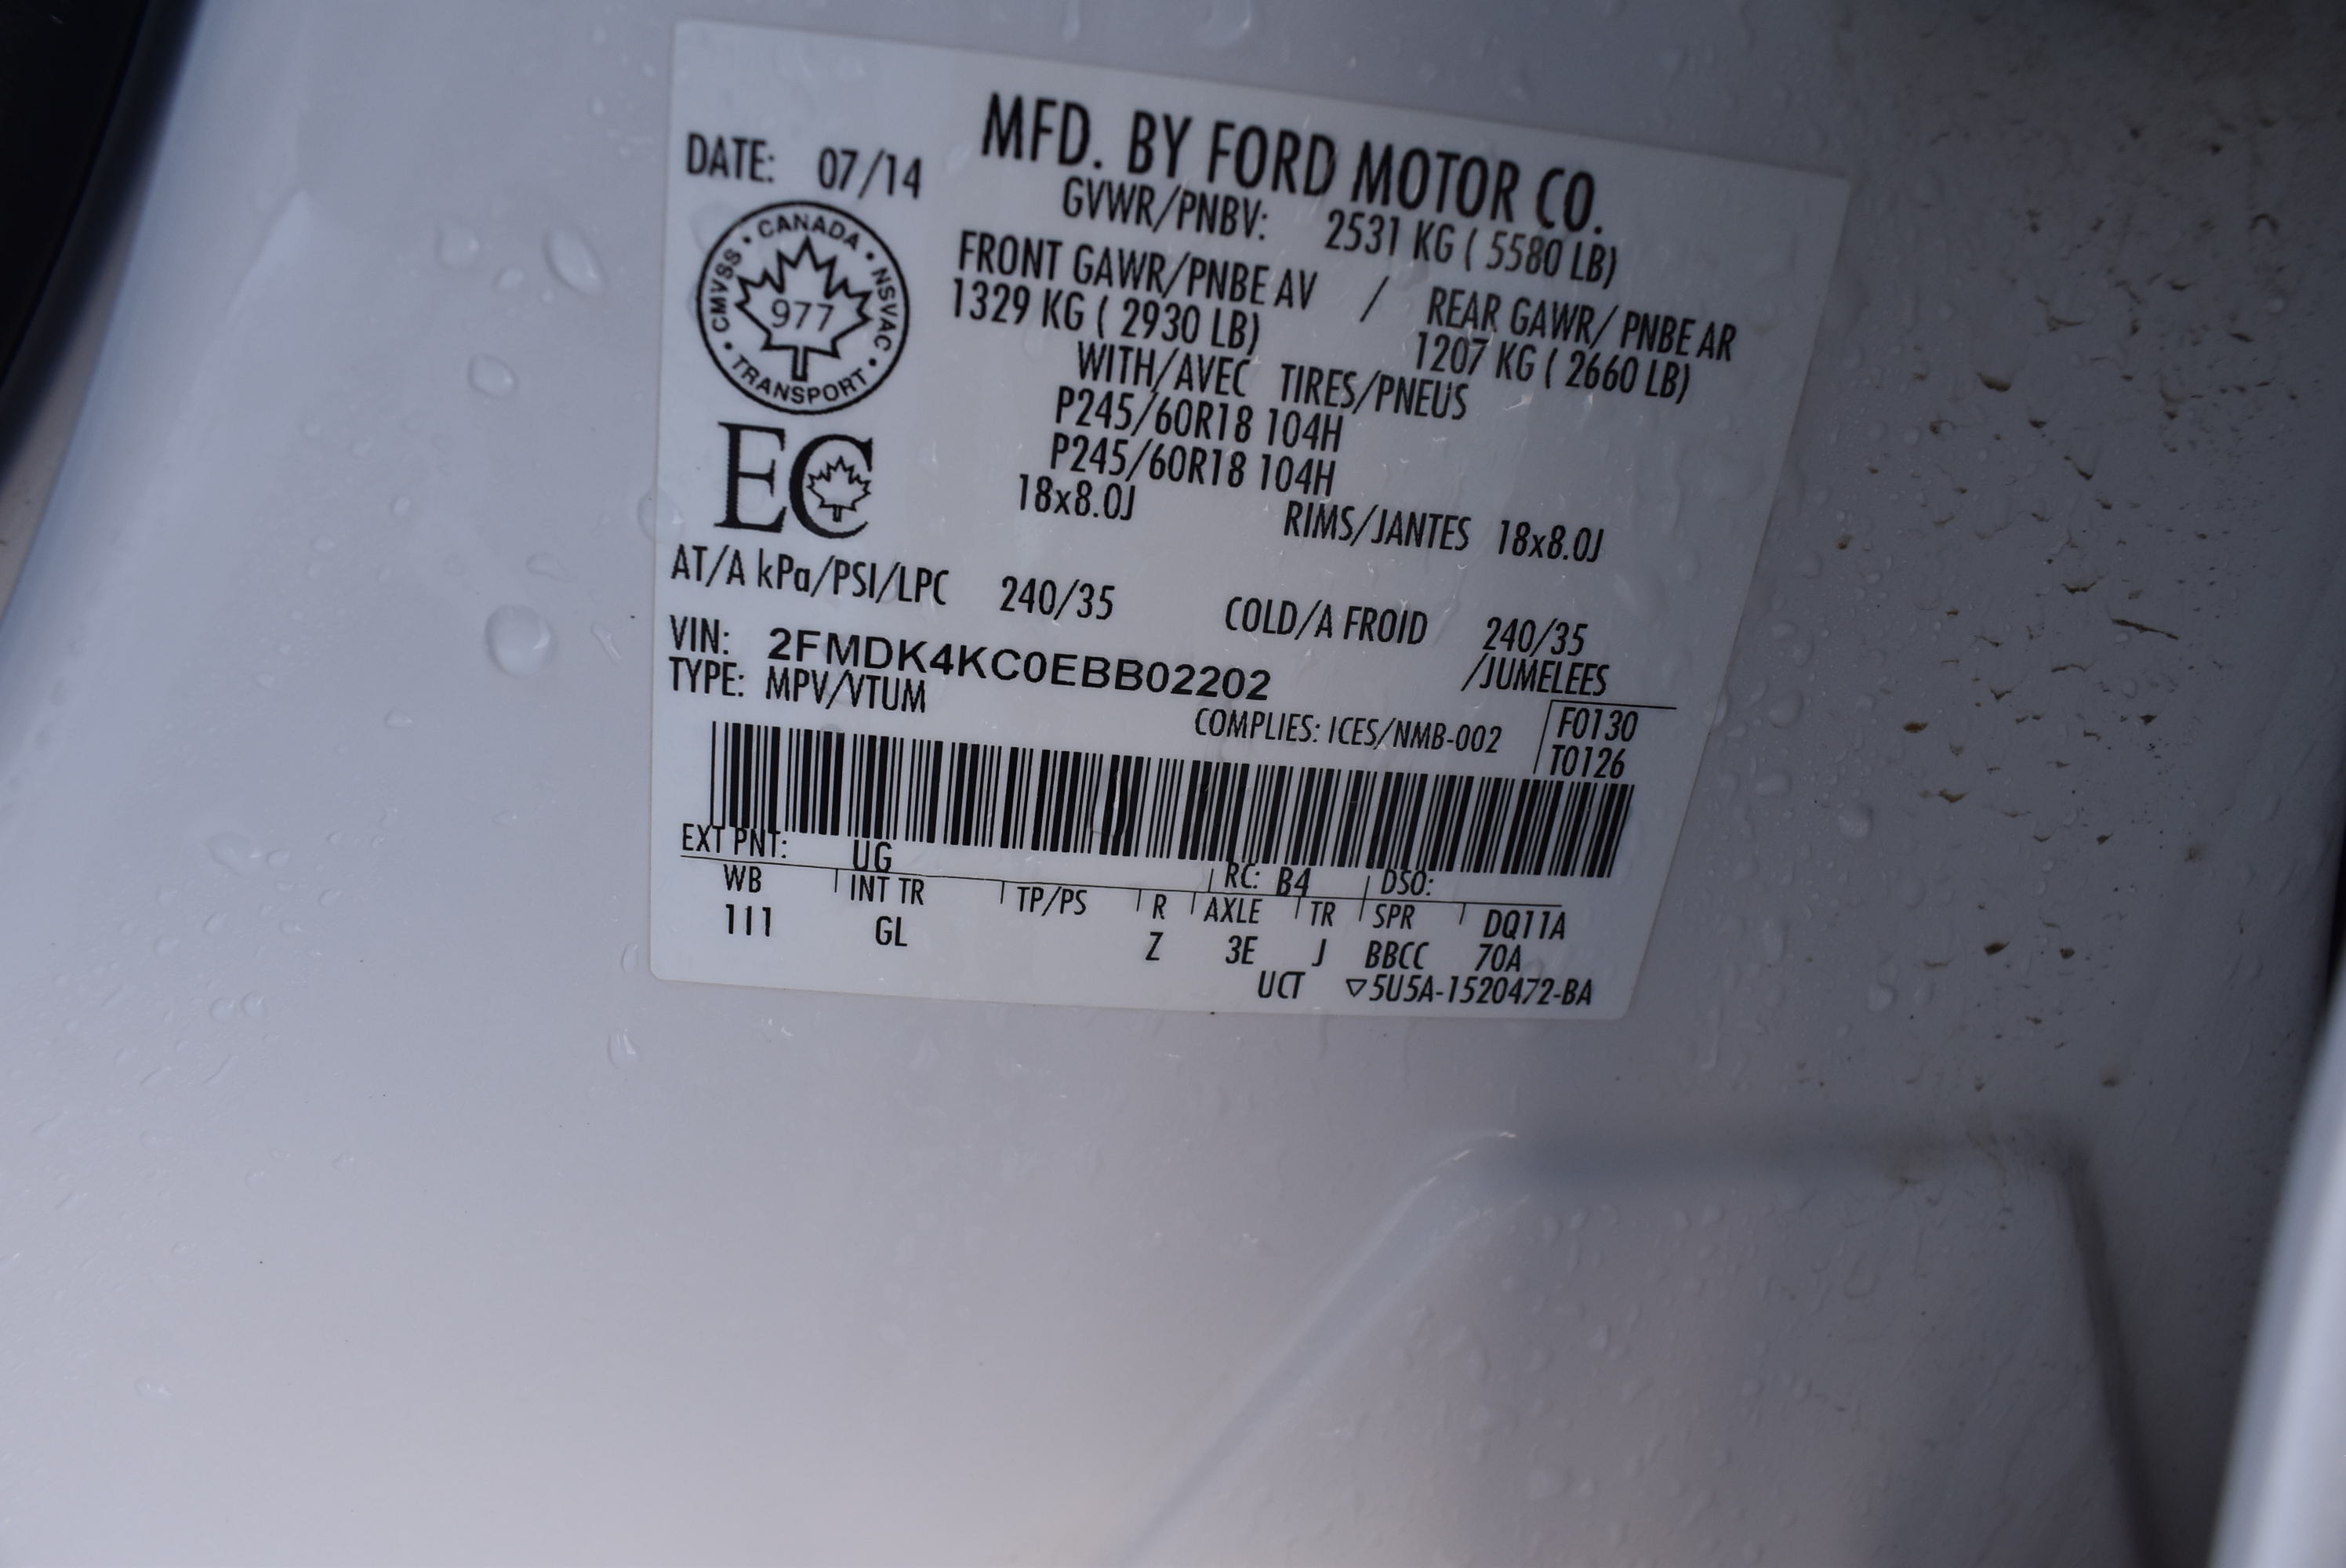 MFD. BY FORD MOTOR CO.
DATE: 07/14
GVWR/PNBV: 2531 KG ( 5580 LB)
FRONT GAWR/PNBE AV / REAR GAWR/ PNBE AR
1329 KG ( 2930 LB) 1207 KG ( 2660 LB)
WITH/AVEC TIRES/PNEUS
P245/60R18 104H
P245/60R18 104H
18x8.0J RIMS/JANTES 18x8.0J
CANADA • NSVAC • TRANSPORT • CMVSS •
977
EC
AT/A kPa/PSI/LPC 240/35 COLD/A FROID 240/35
VIN: 2FMDK4KC0EBB02202 /JUMELEES
TYPE: MPV/VTUM
COMPLIES: ICES/NMB-002 F0130
T0126
EXT PNT: UG RC: B4 DSO:
WB INT TR TP/PS R AXLE TR SPR DQ11A
111 GL Z 3E J BBCC 70A
UCT ▽5U5A-1520472-BA